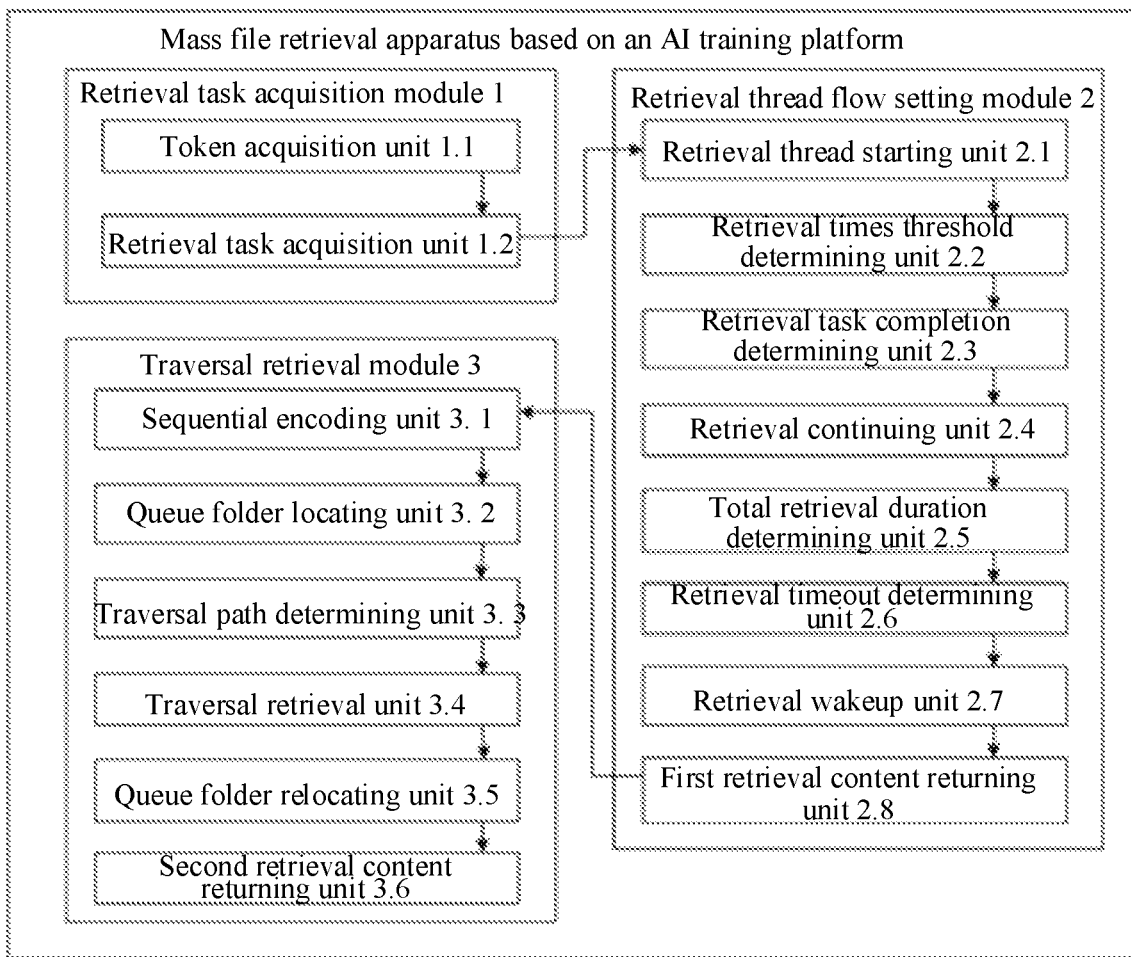 Mass file retrieval apparatus based on an AI training platform
Retrieval task acquisition module 1
Token acquisition unit 1.1
Retrieval task acquisition unit 1.2
Retrieval thread flow setting module 2
Retrieval thread starting unit 2.1
Retrieval times threshold
determining unit 2.2
Retrieval task completion
determining unit 2.3
Retrieval continuing unit 2.4
Total retrieval duration
determining unit 2.5
Retrieval timeout determining
unit 2.6
Retrieval wakeup unit 2.7
First retrieval content returning
unit 2.8
Traversal retrieval module 3
Sequential encoding unit 3. 1
Queue folder locating unit 3. 2
Traversal path determining unit 3. 3
Traversal retrieval unit 3.4
Queue folder relocating unit 3.5
Second retrieval content
returning unit 3.6